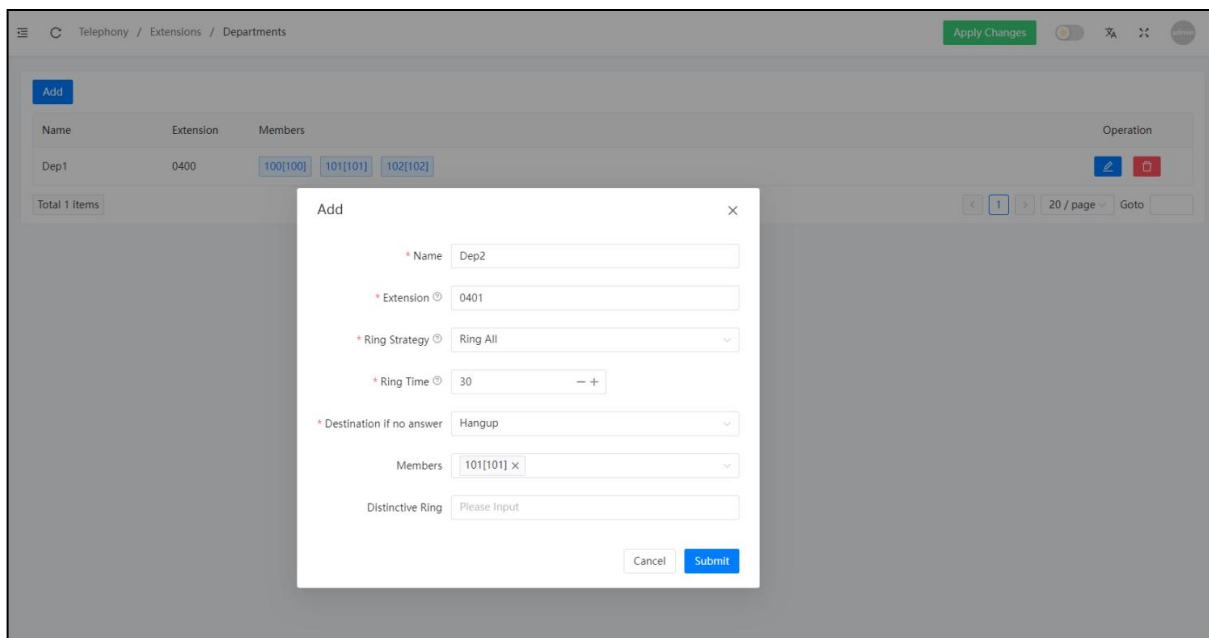 Telephony / Extensions / Departments Apply Changes admin
Add
Name Extension Members Operation
Dep1 0400 100[100] 101[101] 102[102]
Total 1 items 1 20 / page Goto
Add
* Name Dep2
* Extension 0401
* Ring Strategy Ring All
* Ring Time 30
* Destination if no answer Hangup
Members 101[101]
Distinctive Ring Please Input
Cancel Submit